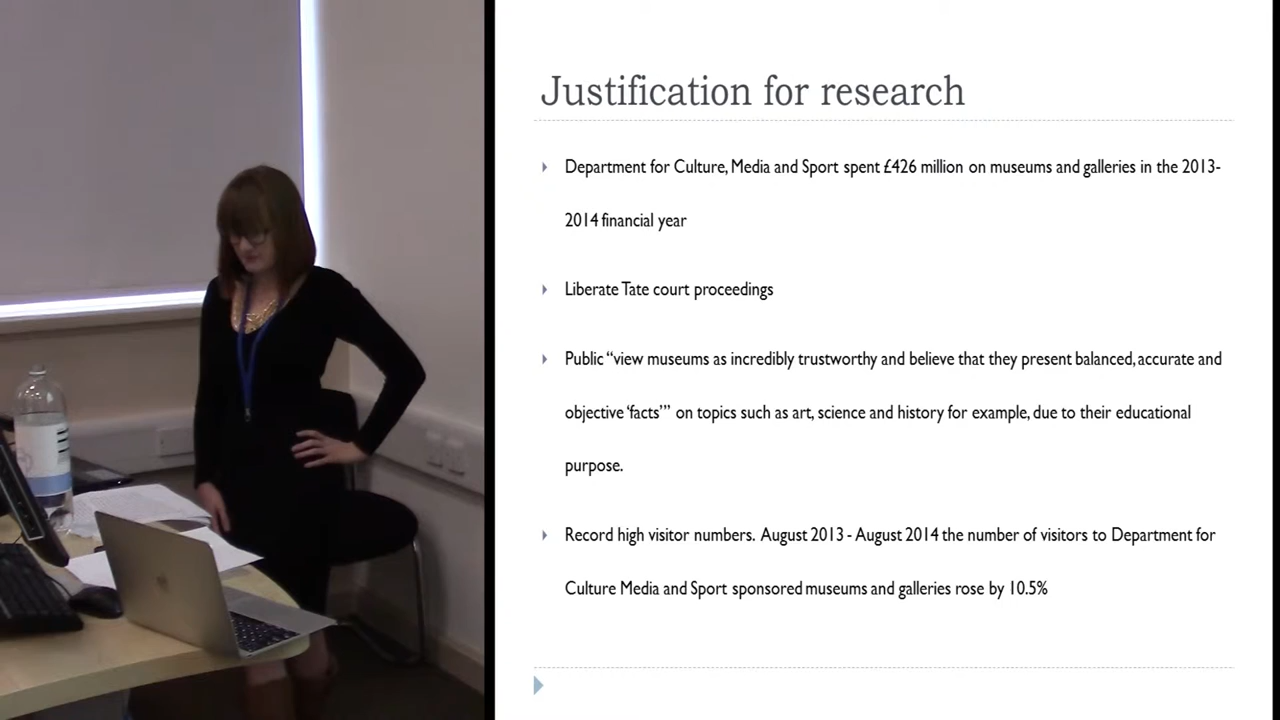 Justification for research
Department for Culture, Media and Sport spent £426 million on museums and galleries in the 2013-
2014 financial year
Liberate Tate court proceedings
Public “view museums as incredibly trustworthy and believe that they present balanced, accurate and
objective ‘facts’” on topics such as art, science and history for example, due to their educational
purpose.
Record high visitor numbers. August 2013 - August 2014 the number of visitors to Department for
Culture Media and Sport sponsored museums and galleries rose by 10.5%